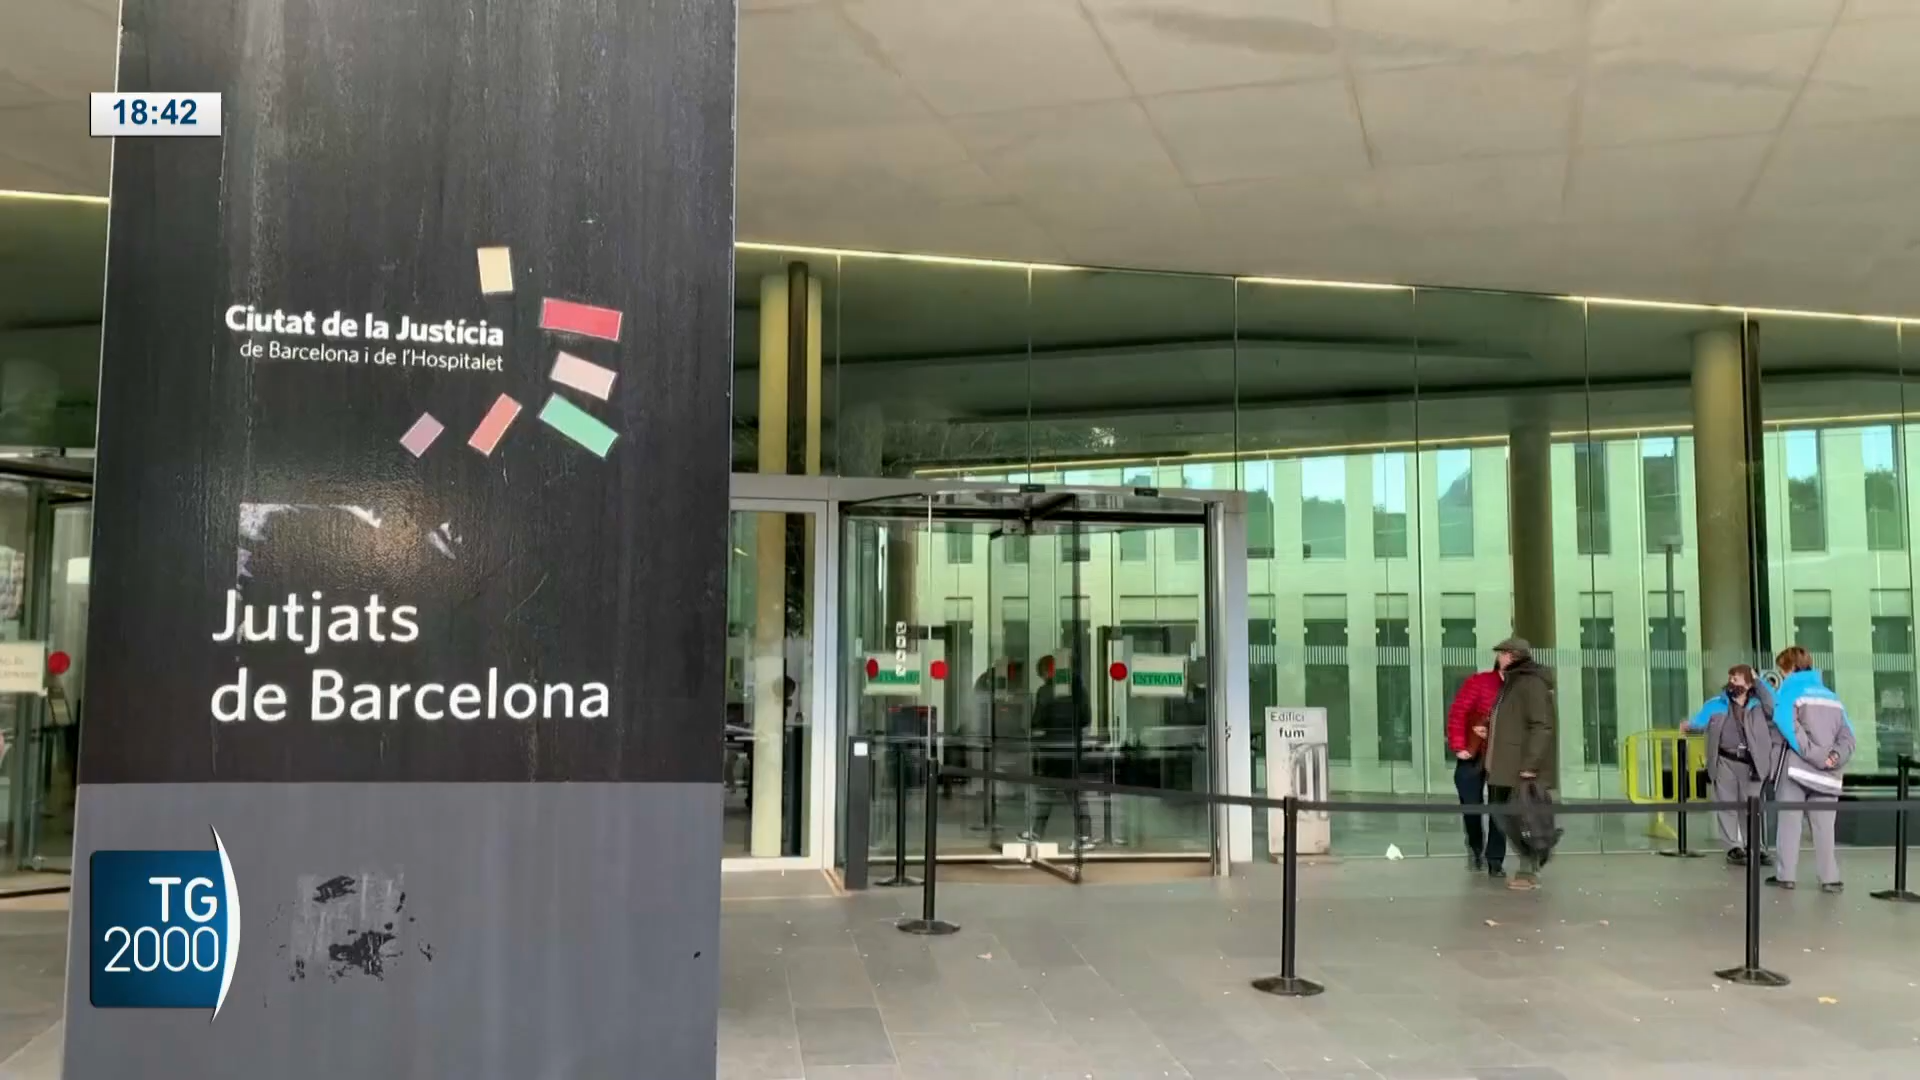 18:42
Ciutat de la Justícia
de Barcelona i de l'Hospitalet
Jutjats
de Barcelona
ENTRADA
Edifici
fum
TG
2000